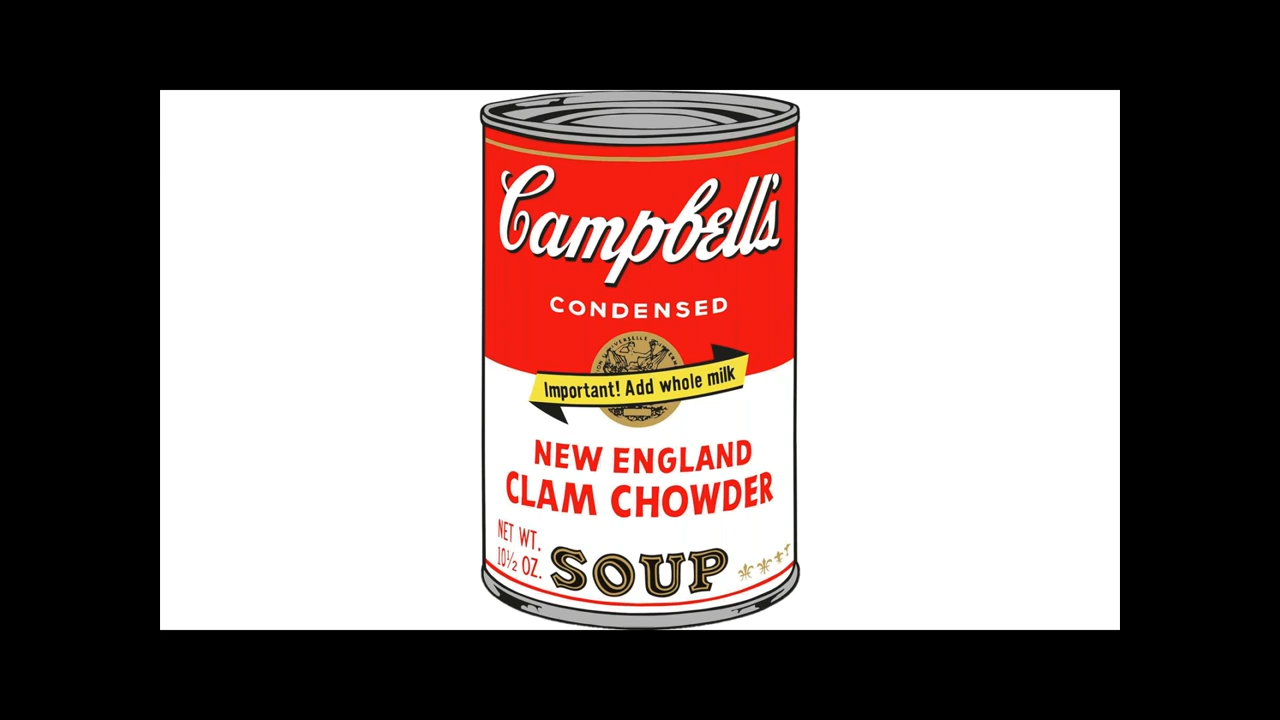 Campbell's
CONDENSED
Important! Add whole milk
NEW ENGLAND
CLAM CHOWDER
NET WT.
10½ OZ.
SOUP